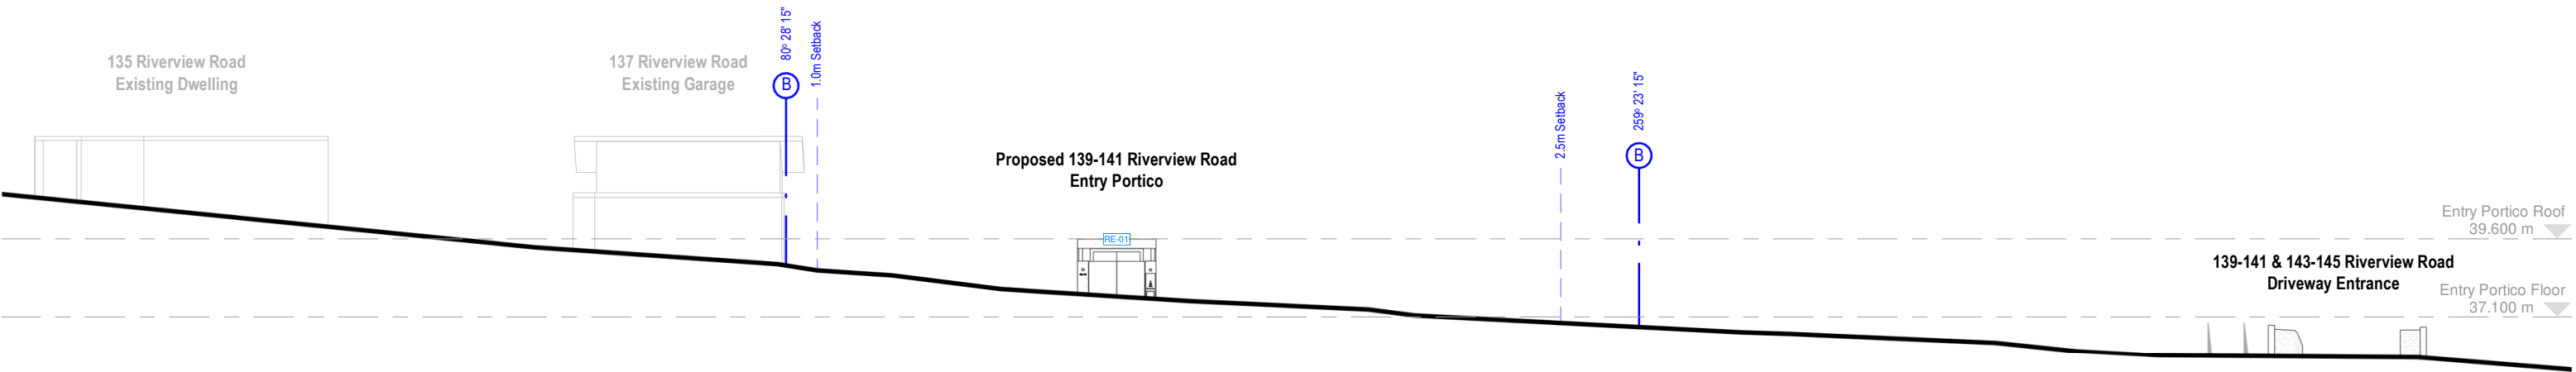 135 Riverview Road
Existing Dwelling
137 Riverview Road
Existing Garage
80° 28' 15"
B
1.0m Setback
Proposed 139-141 Riverview Road
Entry Portico
RE-01
2.5m Setback
259° 23' 15"
B
Entry Portico Roof
39.600 m
139-141 & 143-145 Riverview Road
Driveway Entrance
Entry Portico Floor
37.100 m